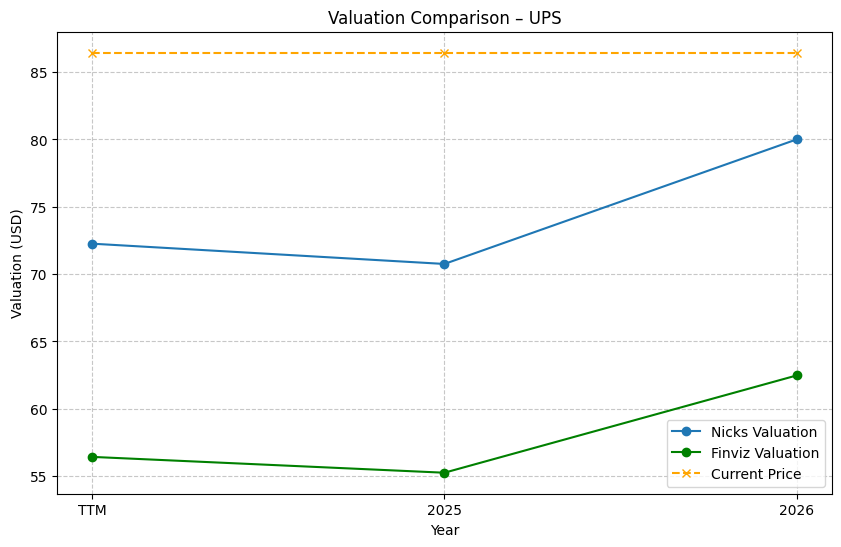 Valuation Comparison – UPS
Valuation (USD)
85
80
75
70
65
60
55
TTM
2025
2026
Year
Nicks Valuation
Finviz Valuation
Current Price